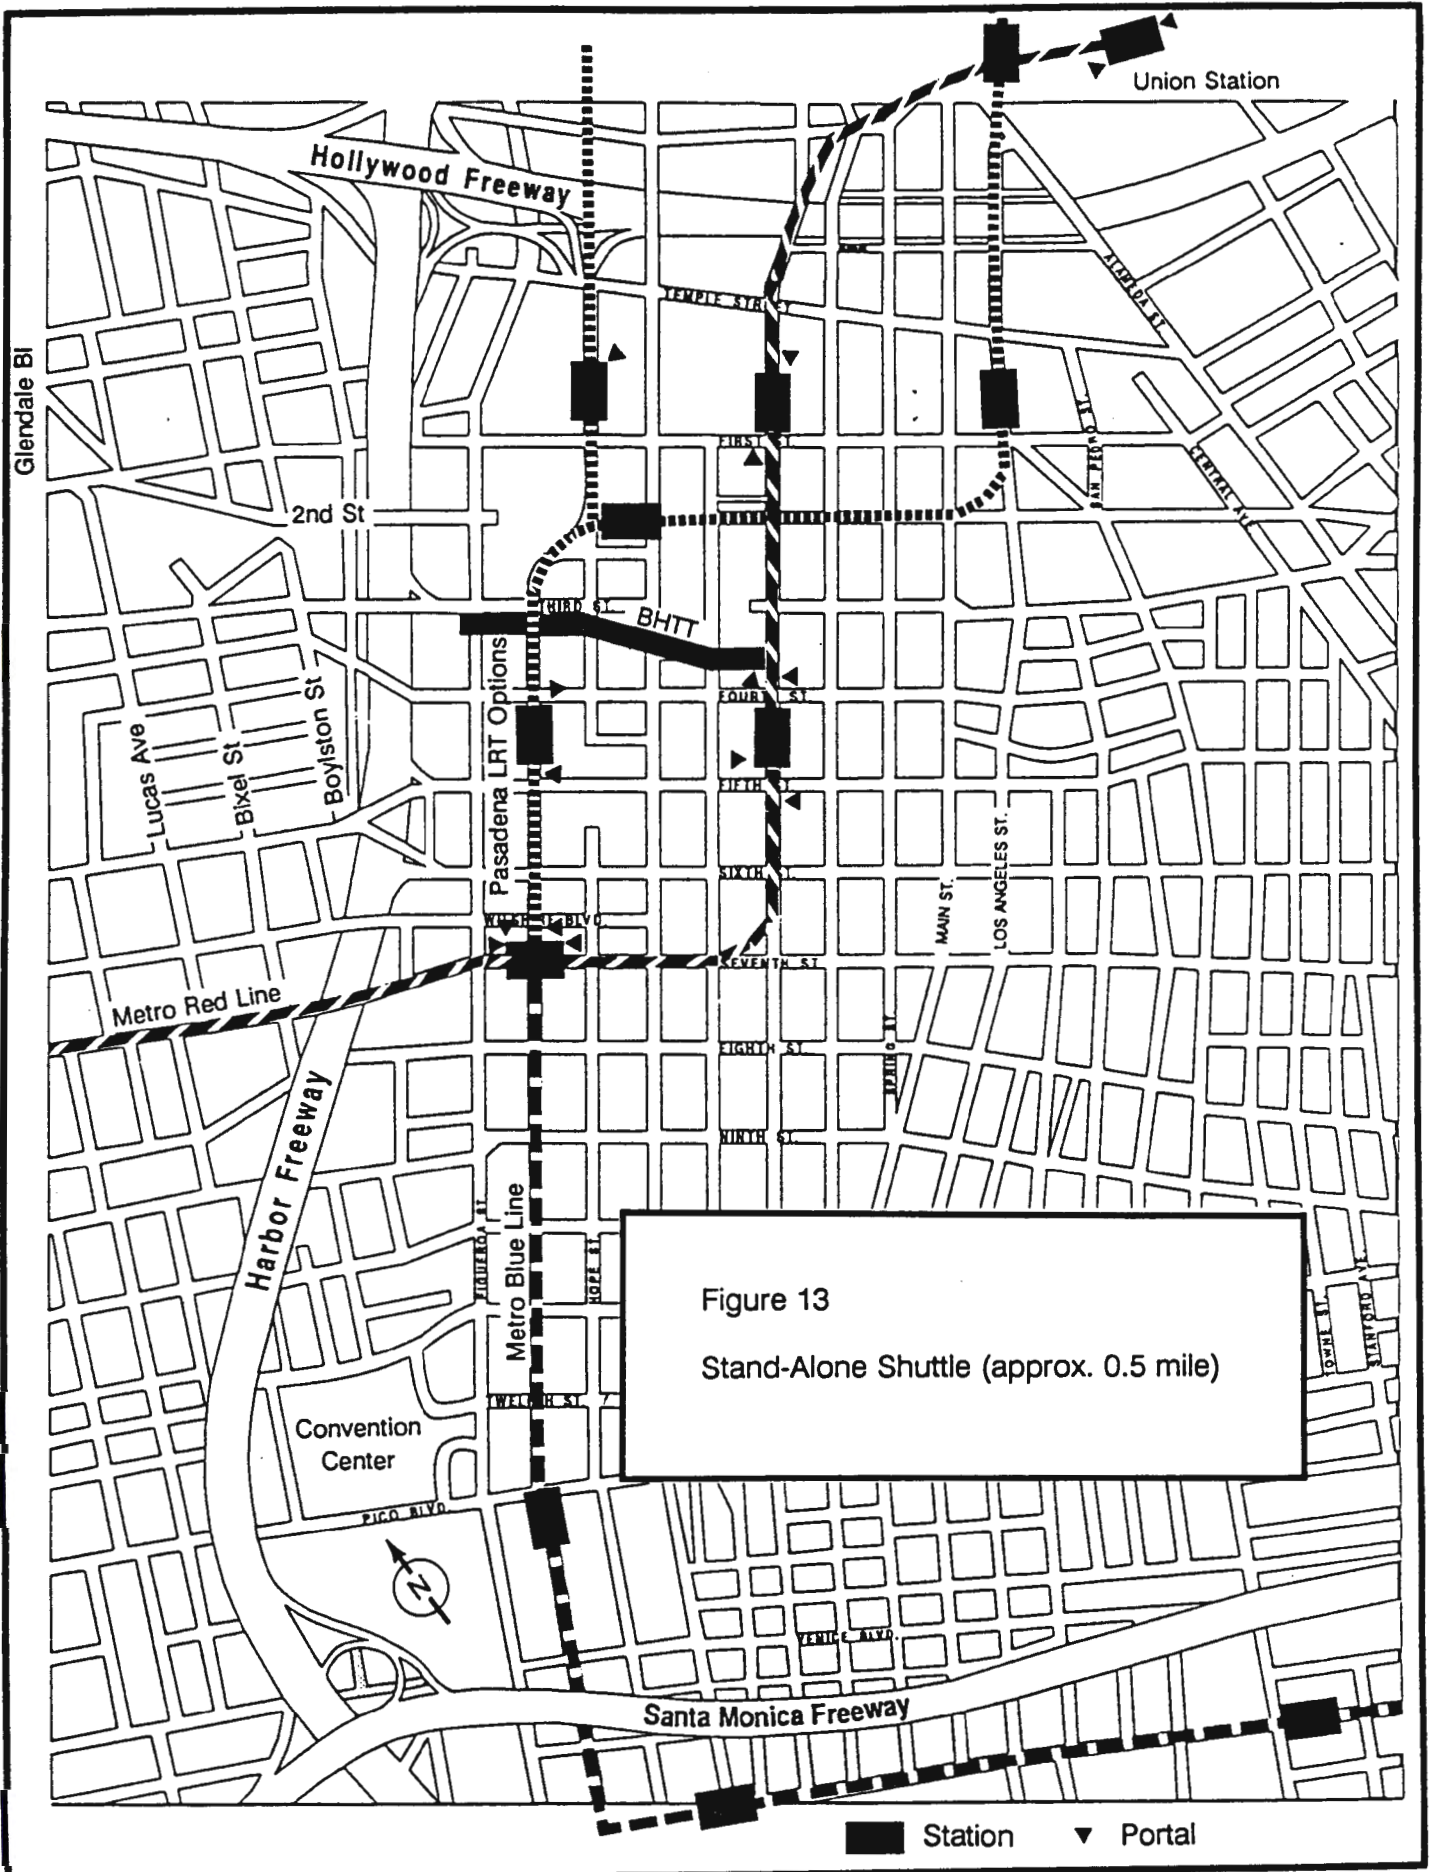 Union Station
Hollywood Freeway
ALAMEDA ST.
TEMPLE STREET
Glendale Bl
SAN PEDRO ST.
FIRST ST.
CENTRAL AVE
2nd St
THIRD ST.
BHTT
Pasadena LRT Options
FOURTH ST.
Lucas Ave
Bixel St
Boylston St
FIFTH ST.
LOS ANGELES ST.
SIXTH ST.
MAIN ST.
WILSHIRE BLVD.
SEVENTH ST.
Metro Red Line
SPRING ST.
EIGHTH ST.
Harbor Freeway
NINTH ST.
FIGUEROA ST.
Metro Blue Line
HOPE ST.
Figure 13
Stand-Alone Shuttle (approx. 0.5 mile)
TOWNE ST.
STANFORD AVE.
TWELFTH ST.
Convention
Center
PICO BLVD.
N
VENICE BLVD.
Santa Monica Freeway
Station
Portal